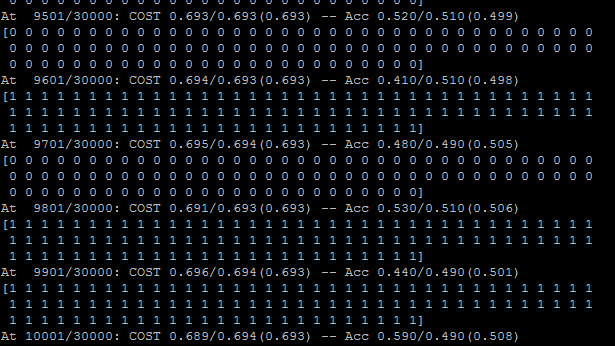 0 0 0 0 0 0 0 0 0 0 0 0 0 0 0 0 0 0 0 0 0 0 0 0 0 0]
At 9501/30000: COST 0.693/0.693(0.693) -- Acc 0.520/0.510(0.499)
[0 0 0 0 0 0 0 0 0 0 0 0 0 0 0 0 0 0 0 0 0 0 0 0 0 0 0 0 0 0 0 0 0 0 0 0 0
0 0 0 0 0 0 0 0 0 0 0 0 0 0 0 0 0 0 0 0 0 0 0 0 0 0 0 0 0 0 0 0 0 0 0 0 0
0 0 0 0 0 0 0 0 0 0 0 0 0 0 0 0 0 0 0 0 0 0 0 0 0 0]
At 9601/30000: COST 0.694/0.693(0.693) -- Acc 0.410/0.510(0.498)
[1 1 1 1 1 1 1 1 1 1 1 1 1 1 1 1 1 1 1 1 1 1 1 1 1 1 1 1 1 1 1 1 1 1 1 1 1
1 1 1 1 1 1 1 1 1 1 1 1 1 1 1 1 1 1 1 1 1 1 1 1 1 1 1 1 1 1 1 1 1 1 1 1 1
1 1 1 1 1 1 1 1 1 1 1 1 1 1 1 1 1 1 1 1 1 1 1 1 1 1]
At 9701/30000: COST 0.695/0.694(0.693) -- Acc 0.480/0.490(0.505)
[0 0 0 0 0 0 0 0 0 0 0 0 0 0 0 0 0 0 0 0 0 0 0 0 0 0 0 0 0 0 0 0 0 0 0 0 0
0 0 0 0 0 0 0 0 0 0 0 0 0 0 0 0 0 0 0 0 0 0 0 0 0 0 0 0 0 0 0 0 0 0 0 0 0
0 0 0 0 0 0 0 0 0 0 0 0 0 0 0 0 0 0 0 0 0 0 0 0 0 0]
At 9801/30000: COST 0.691/0.693(0.693) -- Acc 0.530/0.510(0.506)
[1 1 1 1 1 1 1 1 1 1 1 1 1 1 1 1 1 1 1 1 1 1 1 1 1 1 1 1 1 1 1 1 1 1 1 1 1
1 1 1 1 1 1 1 1 1 1 1 1 1 1 1 1 1 1 1 1 1 1 1 1 1 1 1 1 1 1 1 1 1 1 1 1 1
1 1 1 1 1 1 1 1 1 1 1 1 1 1 1 1 1 1 1 1 1 1 1 1 1 1]
At 9901/30000: COST 0.696/0.694(0.693) -- Acc 0.440/0.490(0.501)
[1 1 1 1 1 1 1 1 1 1 1 1 1 1 1 1 1 1 1 1 1 1 1 1 1 1 1 1 1 1 1 1 1 1 1 1 1
1 1 1 1 1 1 1 1 1 1 1 1 1 1 1 1 1 1 1 1 1 1 1 1 1 1 1 1 1 1 1 1 1 1 1 1 1
1 1 1 1 1 1 1 1 1 1 1 1 1 1 1 1 1 1 1 1 1 1 1 1 1 1]
At 10001/30000: COST 0.689/0.694(0.693) -- Acc 0.590/0.490(0.508)